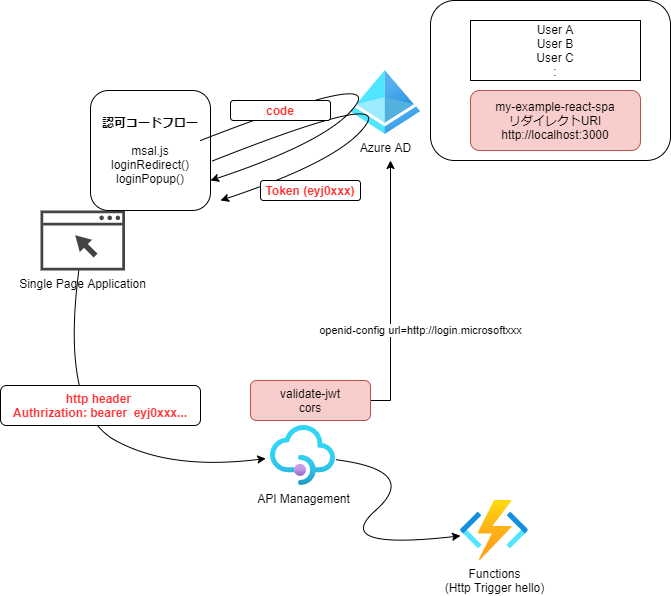 User A
User B
User C
:
my-example-react-spa
リダイレクトURI
http://localhost:3000
code
Azure AD
認可コードフロー
msal.js
loginRedirect()
loginPopup()
Token (eyj0xxx)
Single Page Application
openid-config url=http://login.microsoftxxx
http header
Authrization: bearer eyj0xxx...
validate-jwt
cors
API Management
Functions
(Http Trigger hello)